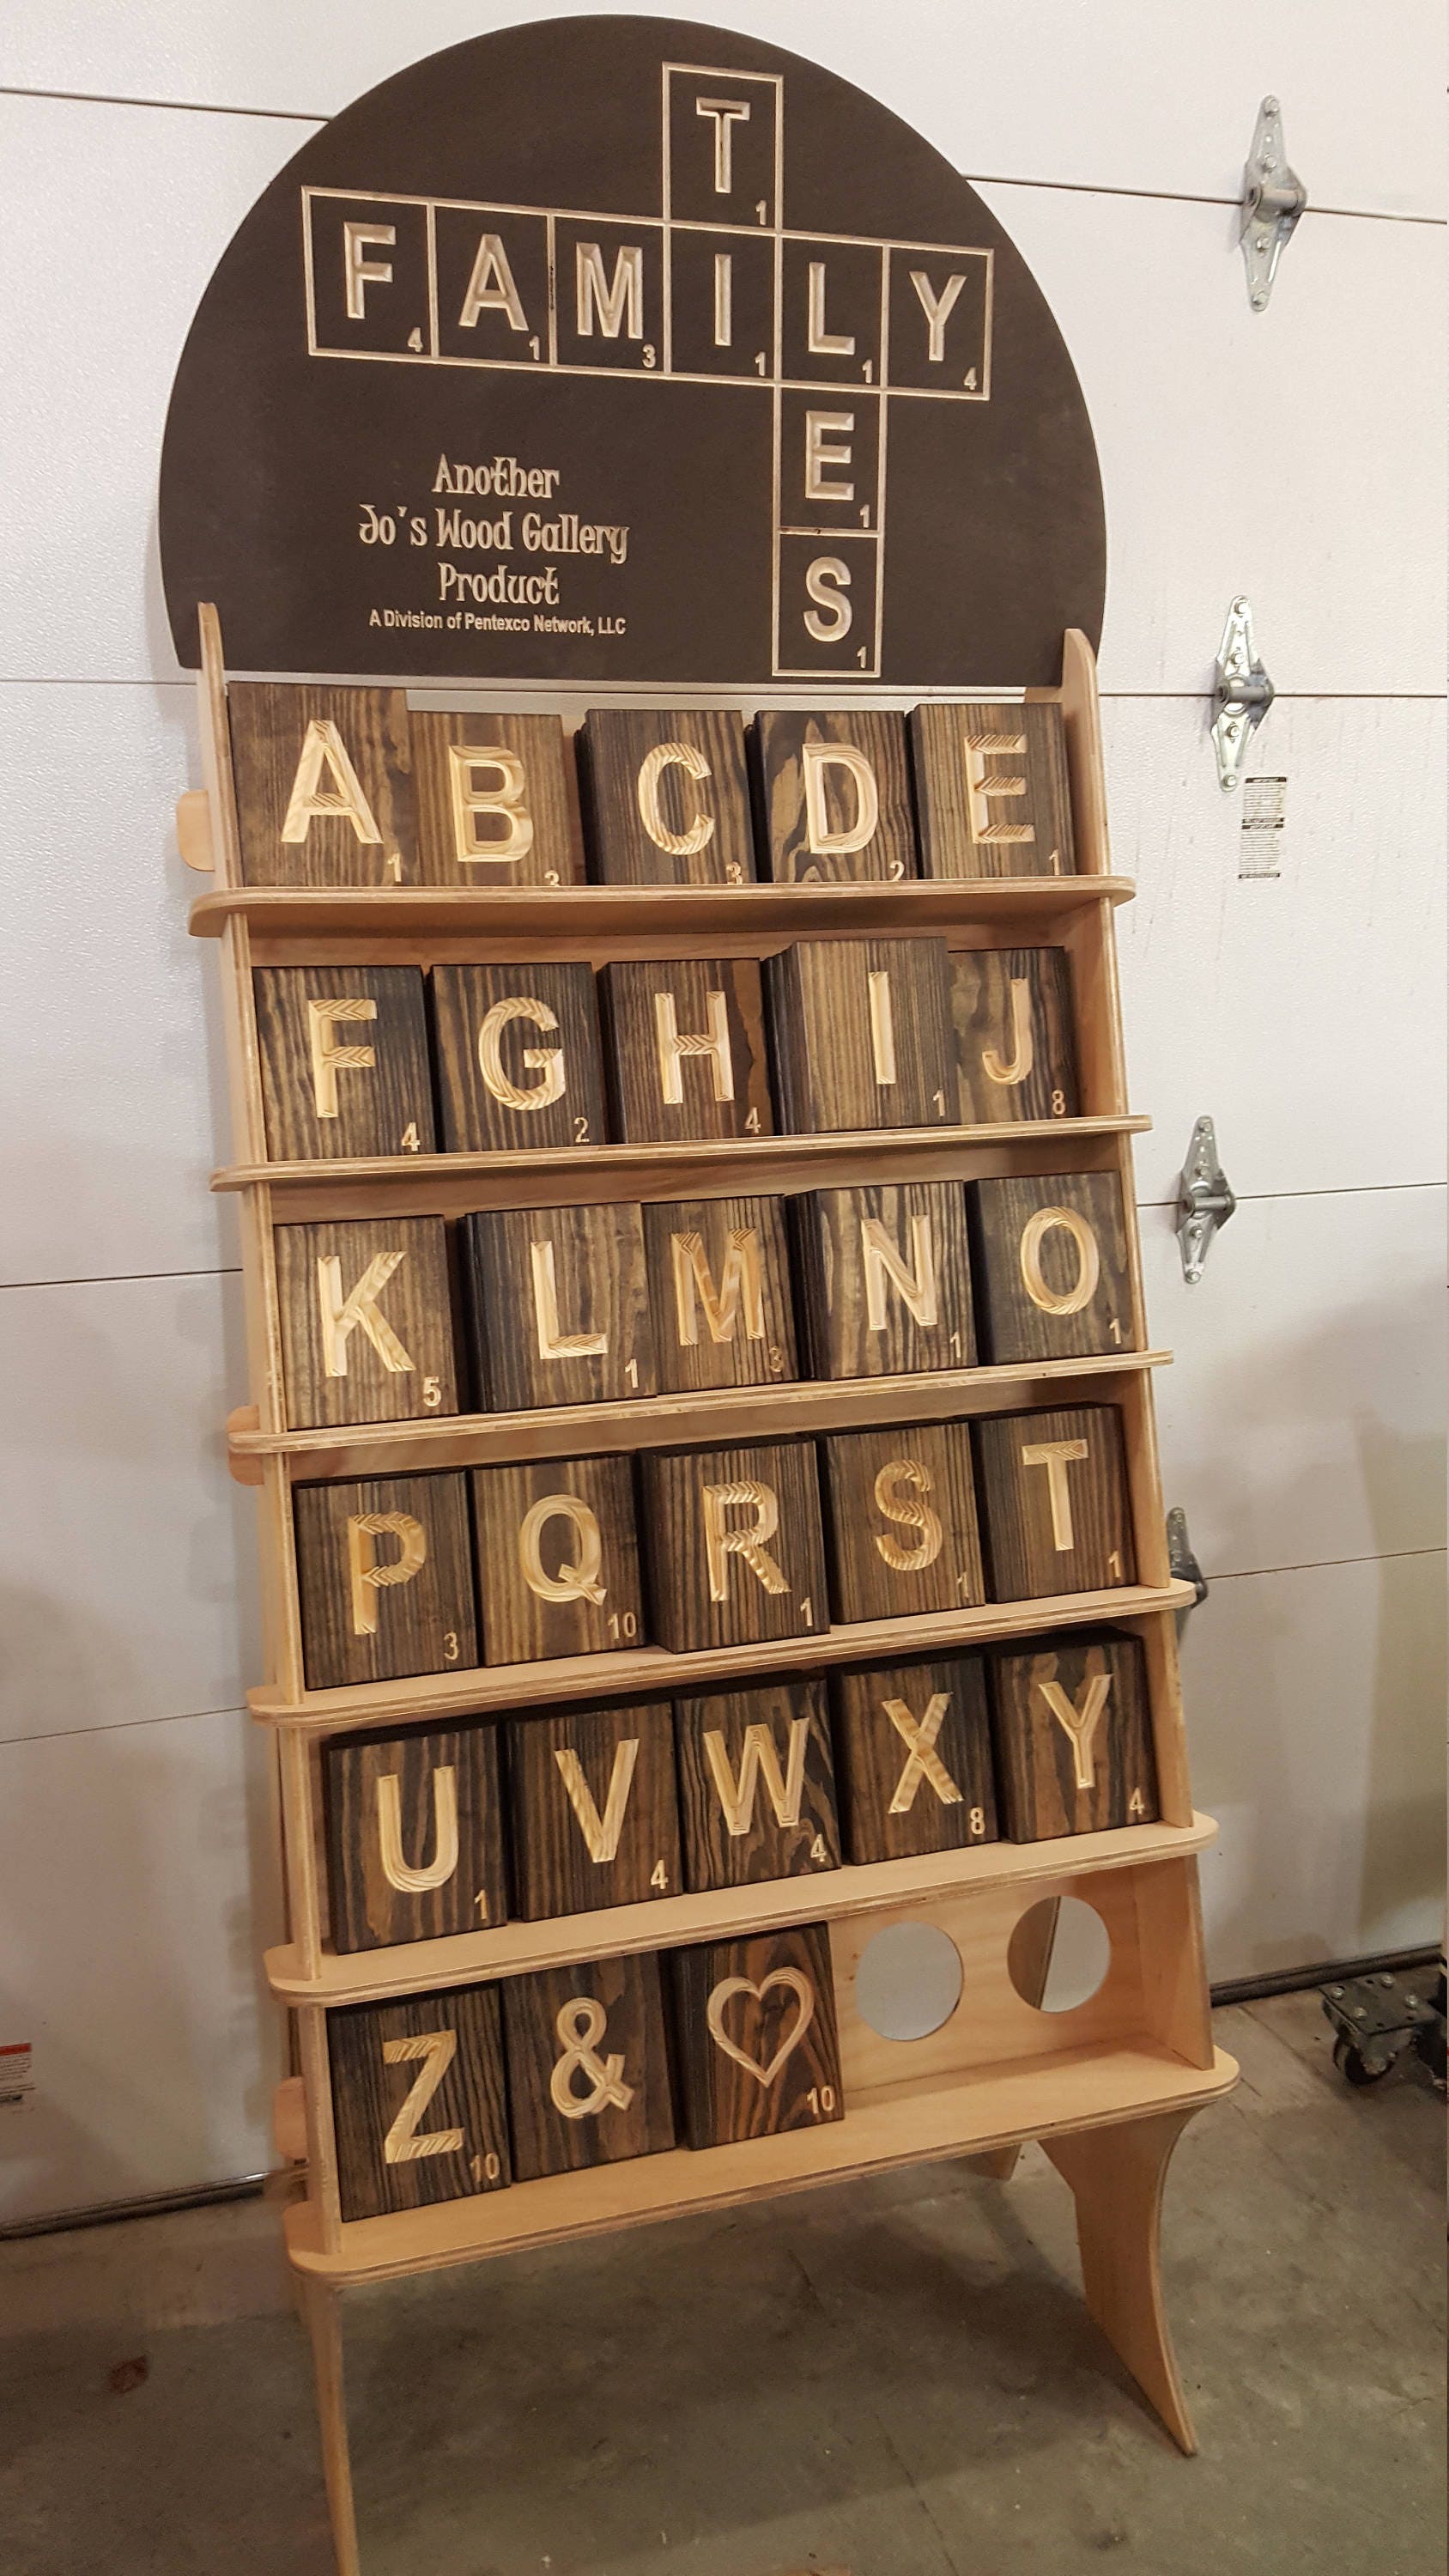 T 1
F 4 A 1 M 3 I 1 L 1 Y 4
E 1
S 1
Another
Jo's Wood Gallery
Product
A Division of Pentexco Network, LLC
A 1 B 3 C 3 D 2 E 1
F 4 G 2 H 4 I 1 J 8
K 5 L 1 M 3 N 1 O 1
P 3 Q 10 R 1 S 1 T 1
U 1 V 4 W 4 X 8 Y 4
Z 10 & ♡ 10